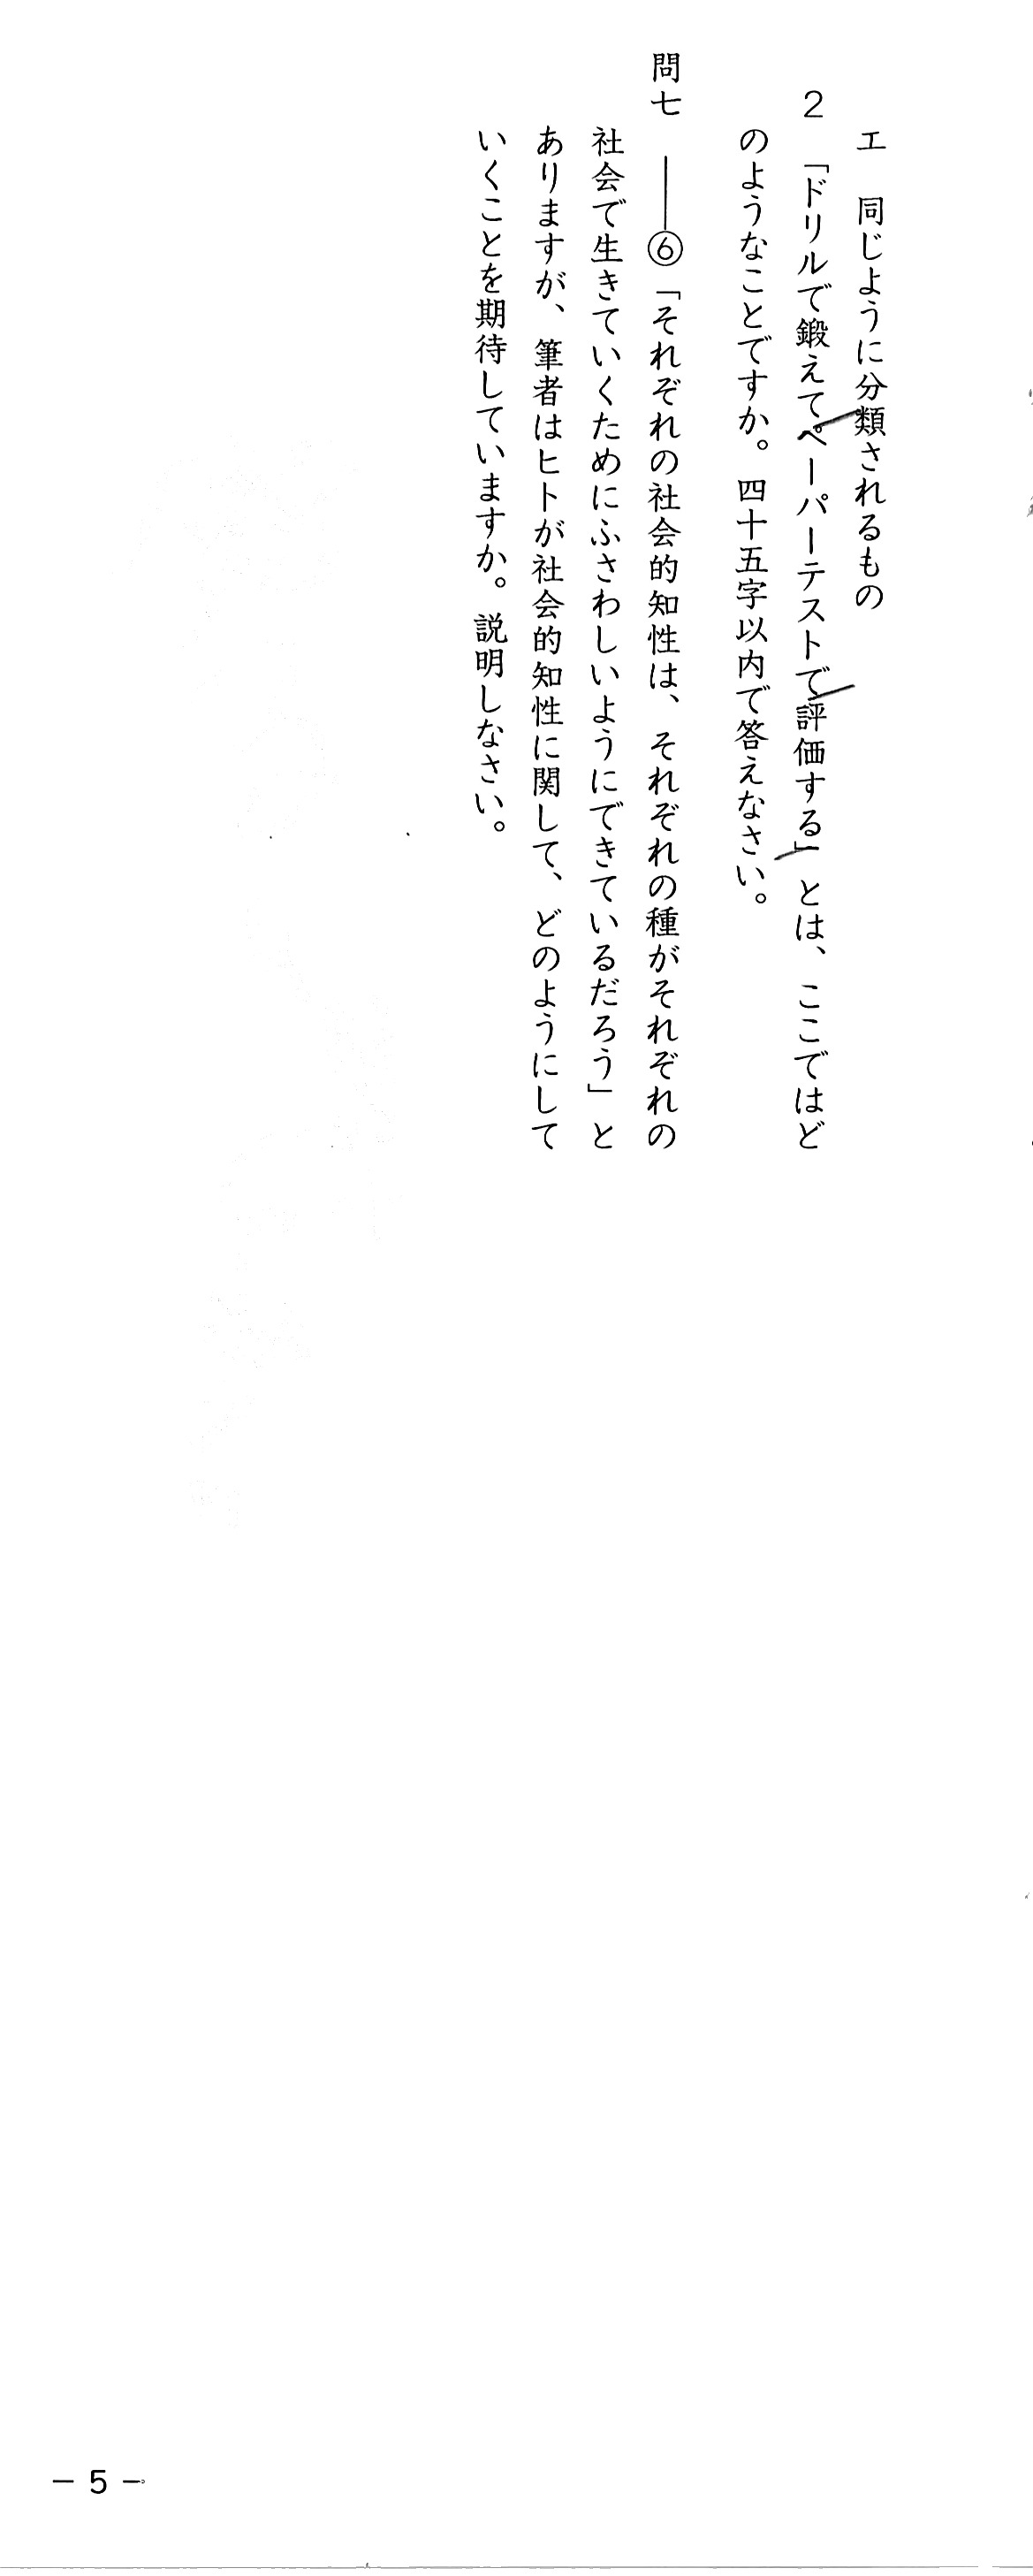 エ　同じように分類されるもの
2　「ドリルで鍛えてペーパーテストで評価する」とは、ここではど
のようなことですか。四十五字以内で答えなさい。
問七　――⑥「それぞれの社会的知性は、それぞれの種がそれぞれの
社会で生きていくためにふさわしいようにできているだろう」と
ありますが、筆者はヒトが社会的知性に関して、どのようにして
いくことを期待していますか。説明しなさい。
－ 5 －